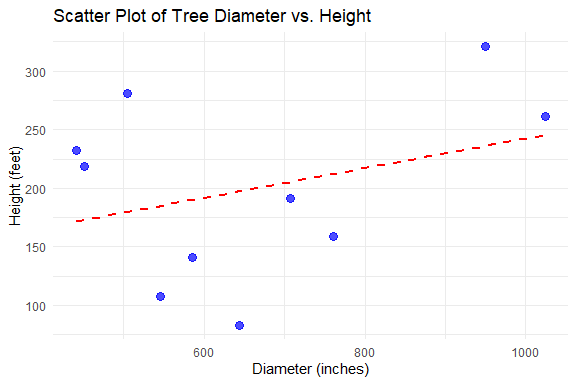 Scatter Plot of Tree Diameter vs. Height
Height (feet)
300
250
200
150
100
600
800
1000
Diameter (inches)